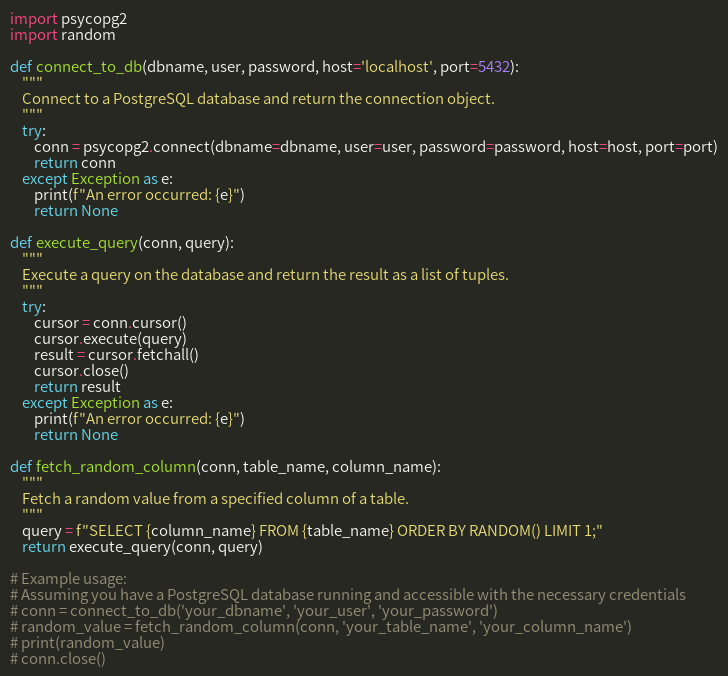 import psycopg2
import random

def connect_to_db(dbname, user, password, host='localhost', port=5432):
    """
    Connect to a PostgreSQL database and return the connection object.
    """
    try:
        conn = psycopg2.connect(dbname=dbname, user=user, password=password, host=host, port=port)
        return conn
    except Exception as e:
        print(f"An error occurred: {e}")
        return None

def execute_query(conn, query):
    """
    Execute a query on the database and return the result as a list of tuples.
    """
    try:
        cursor = conn.cursor()
        cursor.execute(query)
        result = cursor.fetchall()
        cursor.close()
        return result
    except Exception as e:
        print(f"An error occurred: {e}")
        return None

def fetch_random_column(conn, table_name, column_name):
    """
    Fetch a random value from a specified column of a table.
    """
    query = f"SELECT {column_name} FROM {table_name} ORDER BY RANDOM() LIMIT 1;"
    return execute_query(conn, query)

# Example usage:
# Assuming you have a PostgreSQL database running and accessible with the necessary credentials
# conn = connect_to_db('your_dbname', 'your_user', 'your_password')
# random_value = fetch_random_column(conn, 'your_table_name', 'your_column_name')
# print(random_value)
# conn.close()